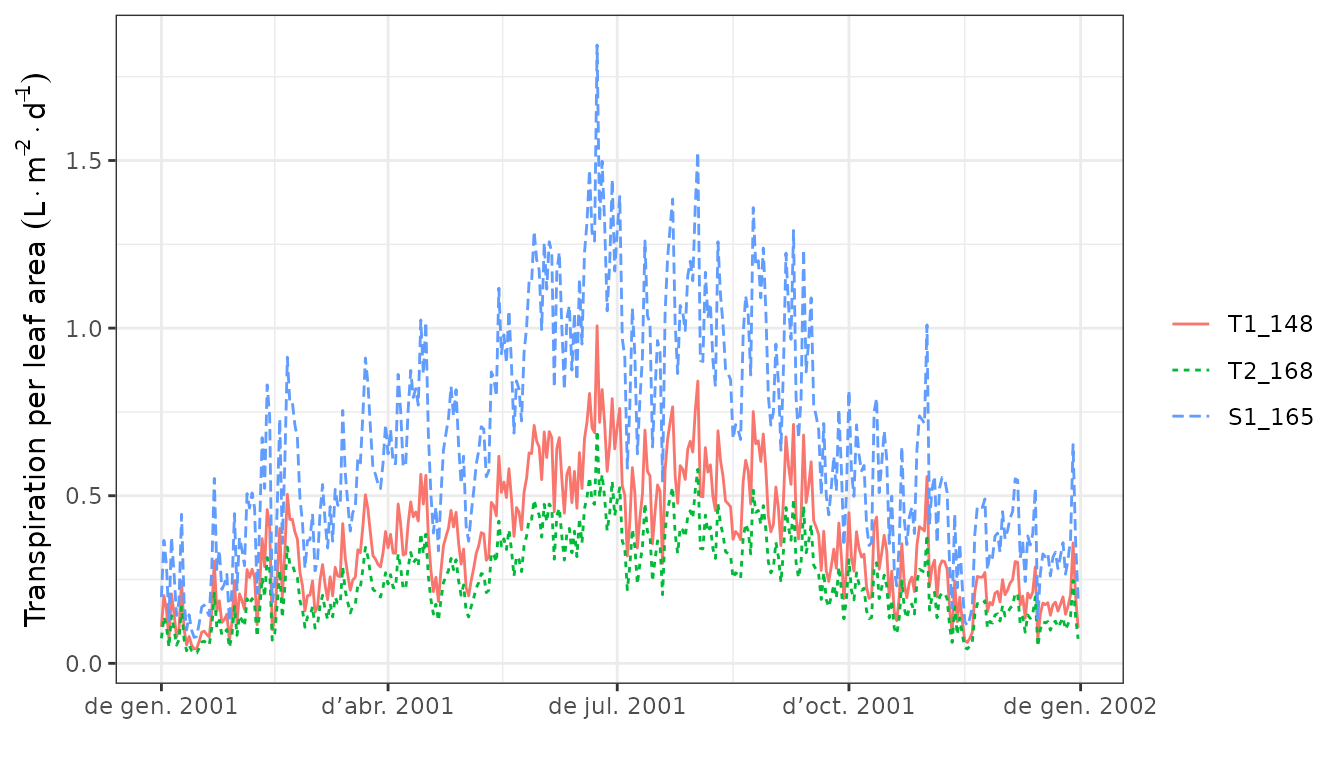 Transpiration per leaf area (L·m⁻²·d⁻¹)
1.5
1.0
0.5
0.0
de gen. 2001
d’abr. 2001
de jul. 2001
d’oct. 2001
de gen. 2002
T1_148
T2_168
S1_165